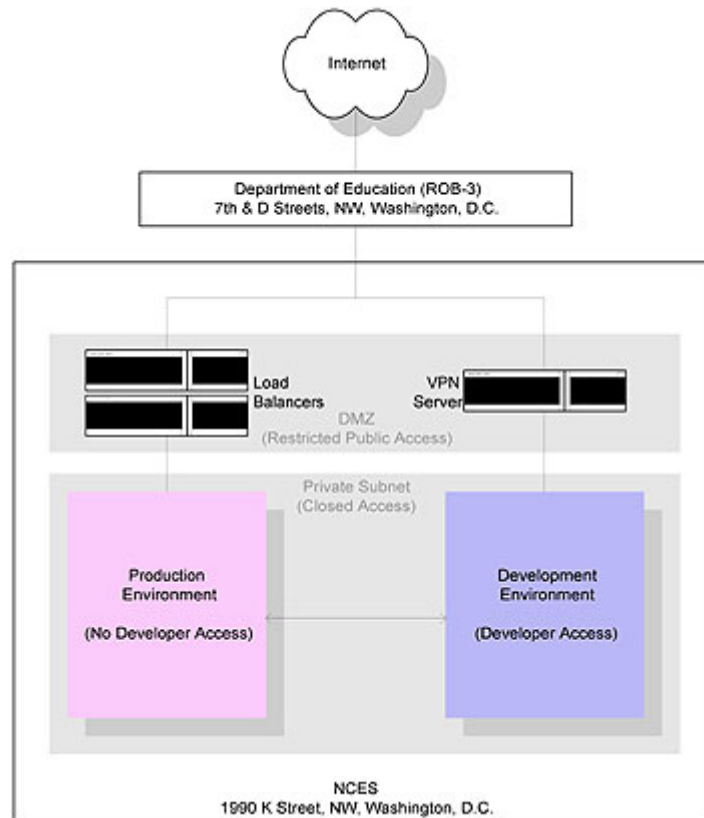 Internet
Department of Education (ROB-3)
7th & D Streets, NW, Washington, D.C.
Load
Balancers
VPN
Server
DMZ
(Restricted Public Access)
Private Subnet
(Closed Access)
Production
Environment
(No Developer Access)
Development
Environment
(Developer Access)
NCES
1990 K Street, NW, Washington, D.C.